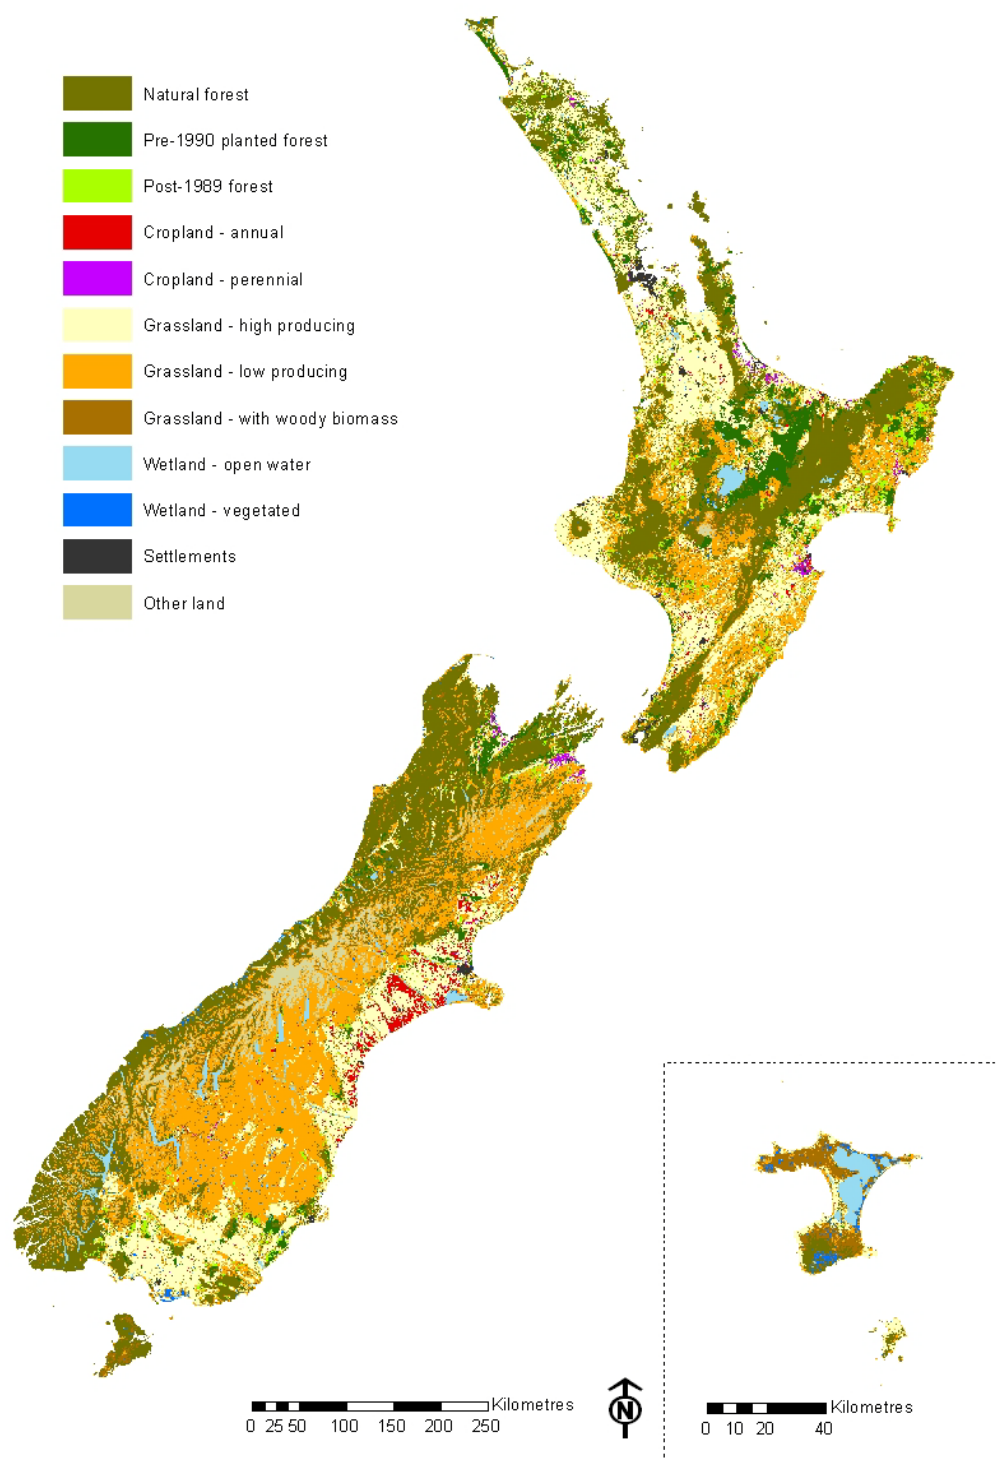 Natural forest
Pre-1990 planted forest
Post-1989 forest
Cropland - annual
Cropland - perennial
Grassland - high producing
Grassland - low producing
Grassland - with woody biomass
Wetland - open water
Wetland - vegetated
Settlements
Other land
Kilometres
0 25 50 100 150 200 250
N
Kilometres
0 10 20 40